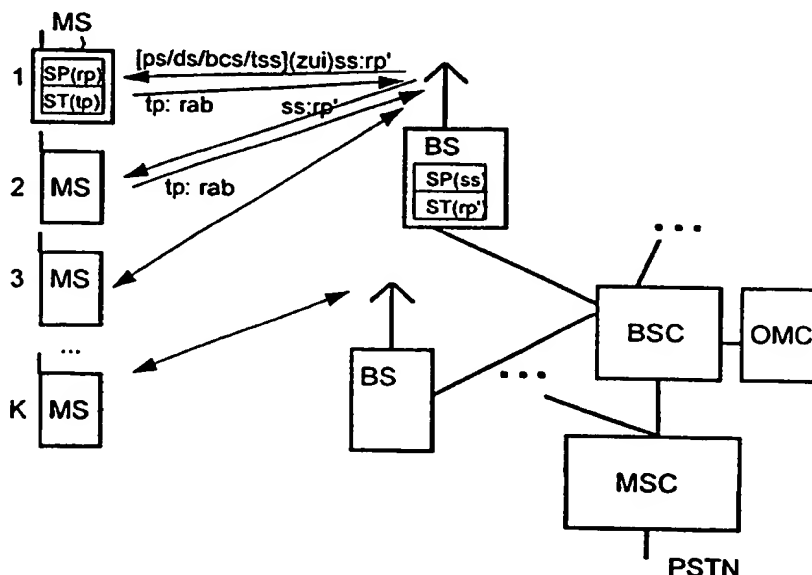 MS
1
SP(rp)
ST(tp)
[ps/ds/bcs/tss](zui)ss:rp'
tp: rab
ss:rp'
2
MS
tp: rab
BS
SP(ss)
ST(rp')
3
MS
...
BSC
OMC
...
K
MS
BS
...
MSC
PSTN